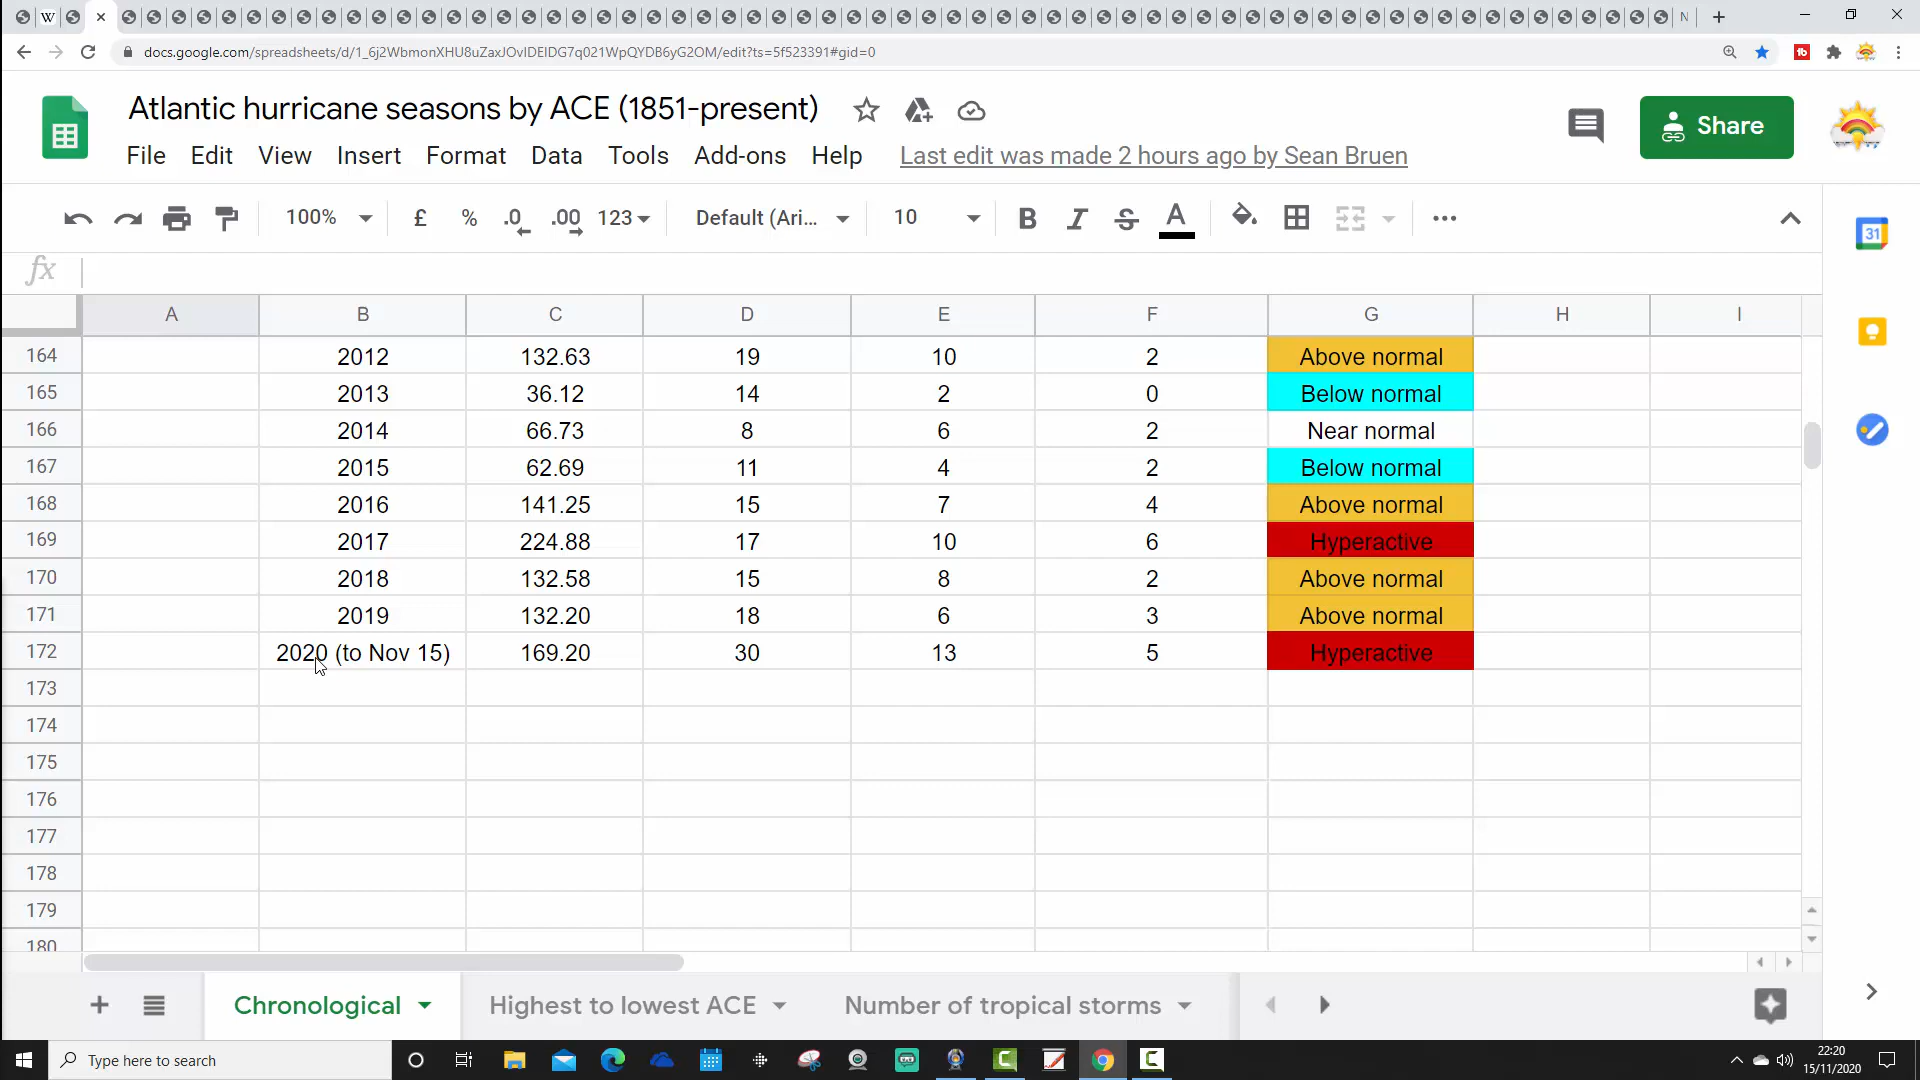 W
N
docs.google.com/spreadsheets/d/1_6j2WbmonXHU8uZaxJOvIDEIDG7q021WpQYDB6yG2OM/edit?ts=5f523391#gid=0
Atlantic hurricane seasons by ACE (1851-present)
File Edit View Insert Format Data Tools Add-ons Help Last edit was made 2 hours ago by Sean Bruen
Share
100% £ % .0 .00 123 Default (Ari... 10 B I S A
31
fx
A B C D E F G H I
164 2012 132.63 19 10 2 Above normal
165 2013 36.12 14 2 0 Below normal
166 2014 66.73 8 6 2 Near normal
167 2015 62.69 11 4 2 Below normal
168 2016 141.25 15 7 4 Above normal
169 2017 224.88 17 10 6 Hyperactive
170 2018 132.58 15 8 2 Above normal
171 2019 132.20 18 6 3 Above normal
172 2020 (to Nov 15) 169.20 30 13 5 Hyperactive
173
174
175
176
177
178
179
180
Chronological Highest to lowest ACE Number of tropical storms
Type here to search
22:20
15/11/2020